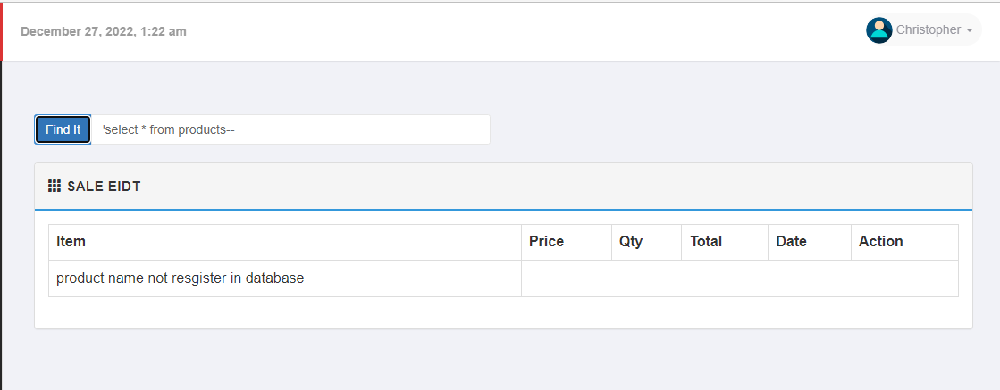 December 27, 2022, 1:22 am
Christopher
Find It
'select * from products--
SALE EIDT
Item Price Qty Total Date Action
product name not resgister in database